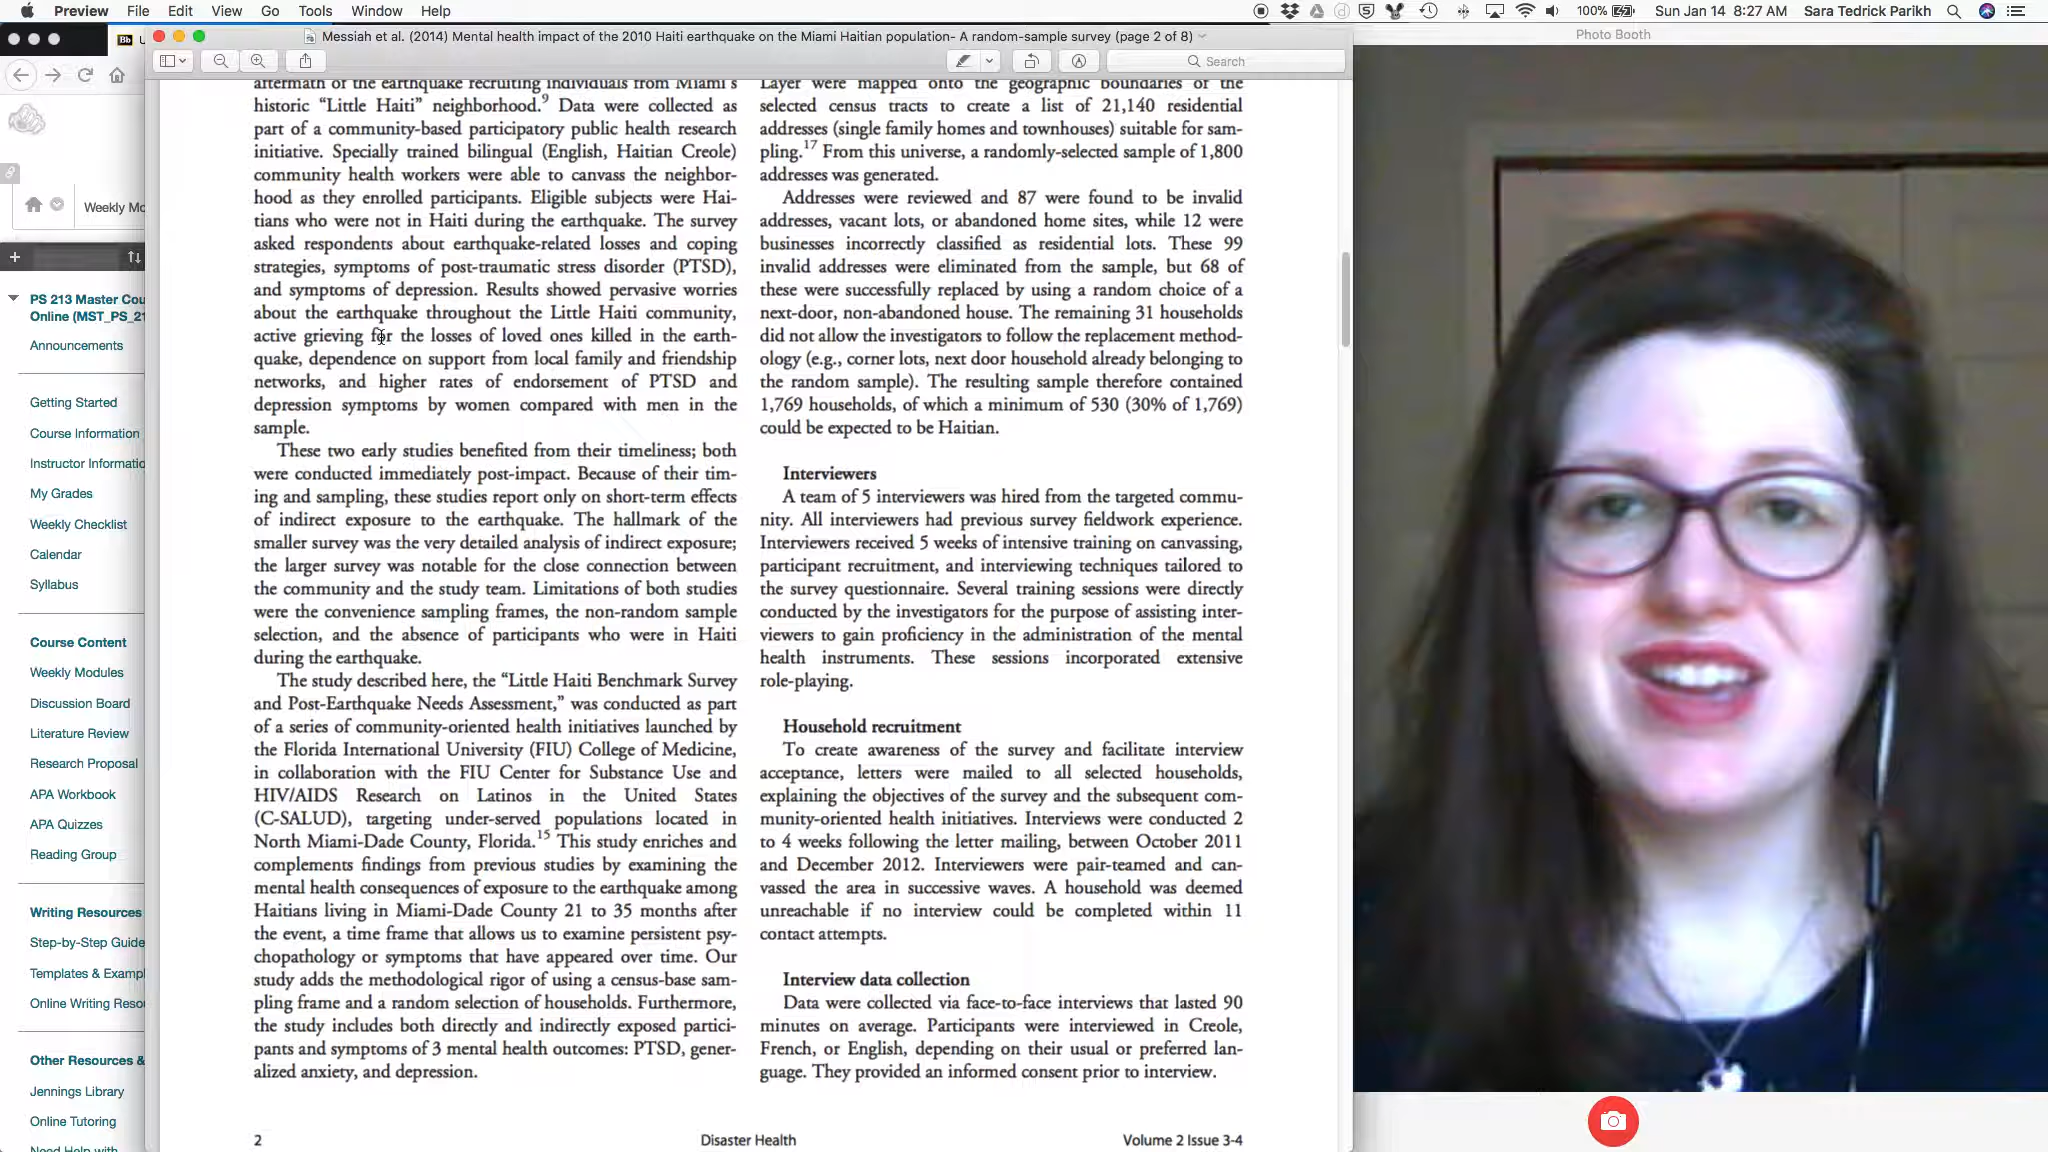 Preview File Edit View Go Tools Window Help
100% Sun Jan 14 8:27 AM Sara Tedrick Parikh
Photo Booth
Messiah et al. (2014) Mental health impact of the 2010 Haiti earthquake on the Miami Haitian population- A random-sample survey (page 2 of 8)
Search
Bb
Weekly Mo
PS 213 Master Cou
Online (MST_PS_21
Announcements
Getting Started
Course Information
Instructor Informatio
My Grades
Weekly Checklist
Calendar
Syllabus
Course Content
Weekly Modules
Discussion Board
Literature Review
Research Proposal
APA Workbook
APA Quizzes
Reading Group
Writing Resources
Step-by-Step Guide
Templates & Exampl
Online Writing Reso
Other Resources &
Jennings Library
Online Tutoring
Need Help with
aftermath of the earthquake recruiting individuals from Miami's
historic "Little Haiti" neighborhood.9 Data were collected as
part of a community-based participatory public health research
initiative. Specially trained bilingual (English, Haitian Creole)
community health workers were able to canvass the neighbor-
hood as they enrolled participants. Eligible subjects were Hai-
tians who were not in Haiti during the earthquake. The survey
asked respondents about earthquake-related losses and coping
strategies, symptoms of post-traumatic stress disorder (PTSD),
and symptoms of depression. Results showed pervasive worries
about the earthquake throughout the Little Haiti community,
active grieving for the losses of loved ones killed in the earth-
quake, dependence on support from local family and friendship
networks, and higher rates of endorsement of PTSD and
depression symptoms by women compared with men in the
sample.
These two early studies benefited from their timeliness; both
were conducted immediately post-impact. Because of their tim-
ing and sampling, these studies report only on short-term effects
of indirect exposure to the earthquake. The hallmark of the
smaller survey was the very detailed analysis of indirect exposure;
the larger survey was notable for the close connection between
the community and the study team. Limitations of both studies
were the convenience sampling frames, the non-random sample
selection, and the absence of participants who were in Haiti
during the earthquake.
The study described here, the "Little Haiti Benchmark Survey
and Post-Earthquake Needs Assessment," was conducted as part
of a series of community-oriented health initiatives launched by
the Florida International University (FIU) College of Medicine,
in collaboration with the FIU Center for Substance Use and
HIV/AIDS Research on Latinos in the United States
(C-SALUD), targeting under-served populations located in
North Miami-Dade County, Florida.15 This study enriches and
complements findings from previous studies by examining the
mental health consequences of exposure to the earthquake among
Haitians living in Miami-Dade County 21 to 35 months after
the event, a time frame that allows us to examine persistent psy-
chopathology or symptoms that have appeared over time. Our
study adds the methodological rigor of using a census-base sam-
pling frame and a random selection of households. Furthermore,
the study includes both directly and indirectly exposed partici-
pants and symptoms of 3 mental health outcomes: PTSD, gener-
alized anxiety, and depression.
Layer were mapped onto the geographic boundaries of the
selected census tracts to create a list of 21,140 residential
addresses (single family homes and townhouses) suitable for sam-
pling.17 From this universe, a randomly-selected sample of 1,800
addresses was generated.
Addresses were reviewed and 87 were found to be invalid
addresses, vacant lots, or abandoned home sites, while 12 were
businesses incorrectly classified as residential lots. These 99
invalid addresses were eliminated from the sample, but 68 of
these were successfully replaced by using a random choice of a
next-door, non-abandoned house. The remaining 31 households
did not allow the investigators to follow the replacement method-
ology (e.g., corner lots, next door household already belonging to
the random sample). The resulting sample therefore contained
1,769 households, of which a minimum of 530 (30% of 1,769)
could be expected to be Haitian.
Interviewers
A team of 5 interviewers was hired from the targeted commu-
nity. All interviewers had previous survey fieldwork experience.
Interviewers received 5 weeks of intensive training on canvassing,
participant recruitment, and interviewing techniques tailored to
the survey questionnaire. Several training sessions were directly
conducted by the investigators for the purpose of assisting inter-
viewers to gain proficiency in the administration of the mental
health instruments. These sessions incorporated extensive
role-playing.
Household recruitment
To create awareness of the survey and facilitate interview
acceptance, letters were mailed to all selected households,
explaining the objectives of the survey and the subsequent com-
munity-oriented health initiatives. Interviews were conducted 2
to 4 weeks following the letter mailing, between October 2011
and December 2012. Interviewers were pair-teamed and can-
vassed the area in successive waves. A household was deemed
unreachable if no interview could be completed within 11
contact attempts.
Interview data collection
Data were collected via face-to-face interviews that lasted 90
minutes on average. Participants were interviewed in Creole,
French, or English, depending on their usual or preferred lan-
guage. They provided an informed consent prior to interview.
2 Disaster Health Volume 2 Issue 3-4